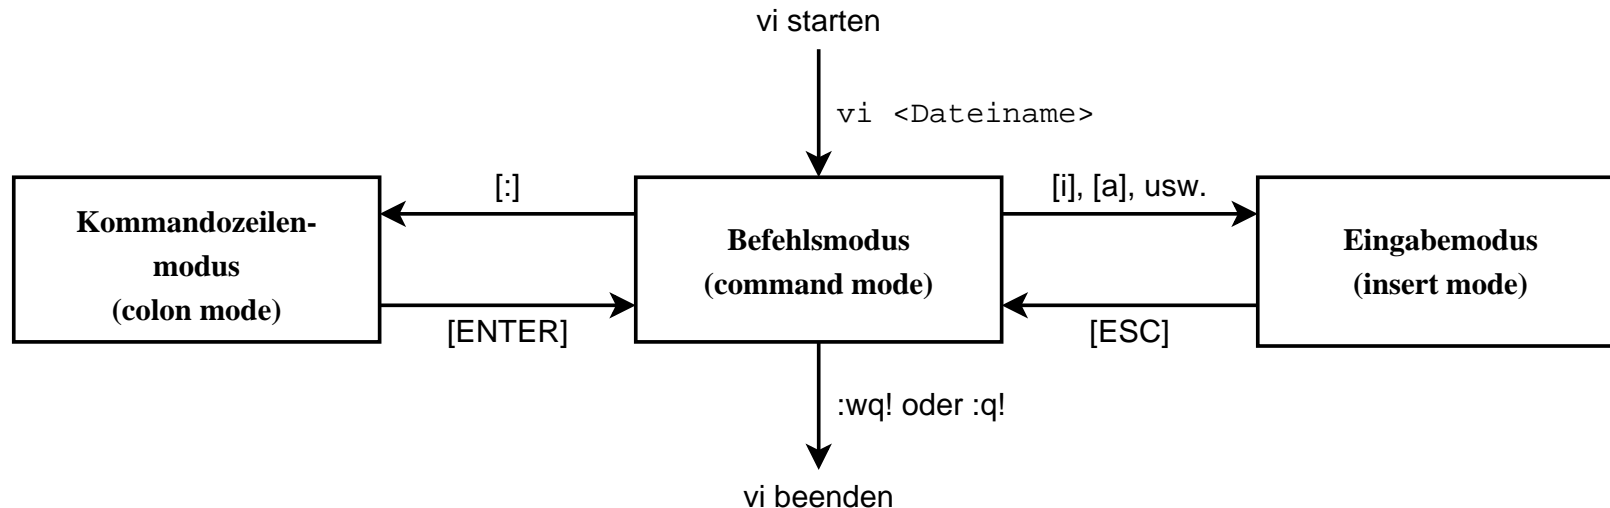 vi starten
vi <Dateiname>
[:]
[i], [a], usw.
Kommandozeilen-
modus
(colon mode)
Befehlsmodus
(command mode)
Eingabemodus
(insert mode)
[ENTER]
[ESC]
:wq! oder :q!
vi beenden